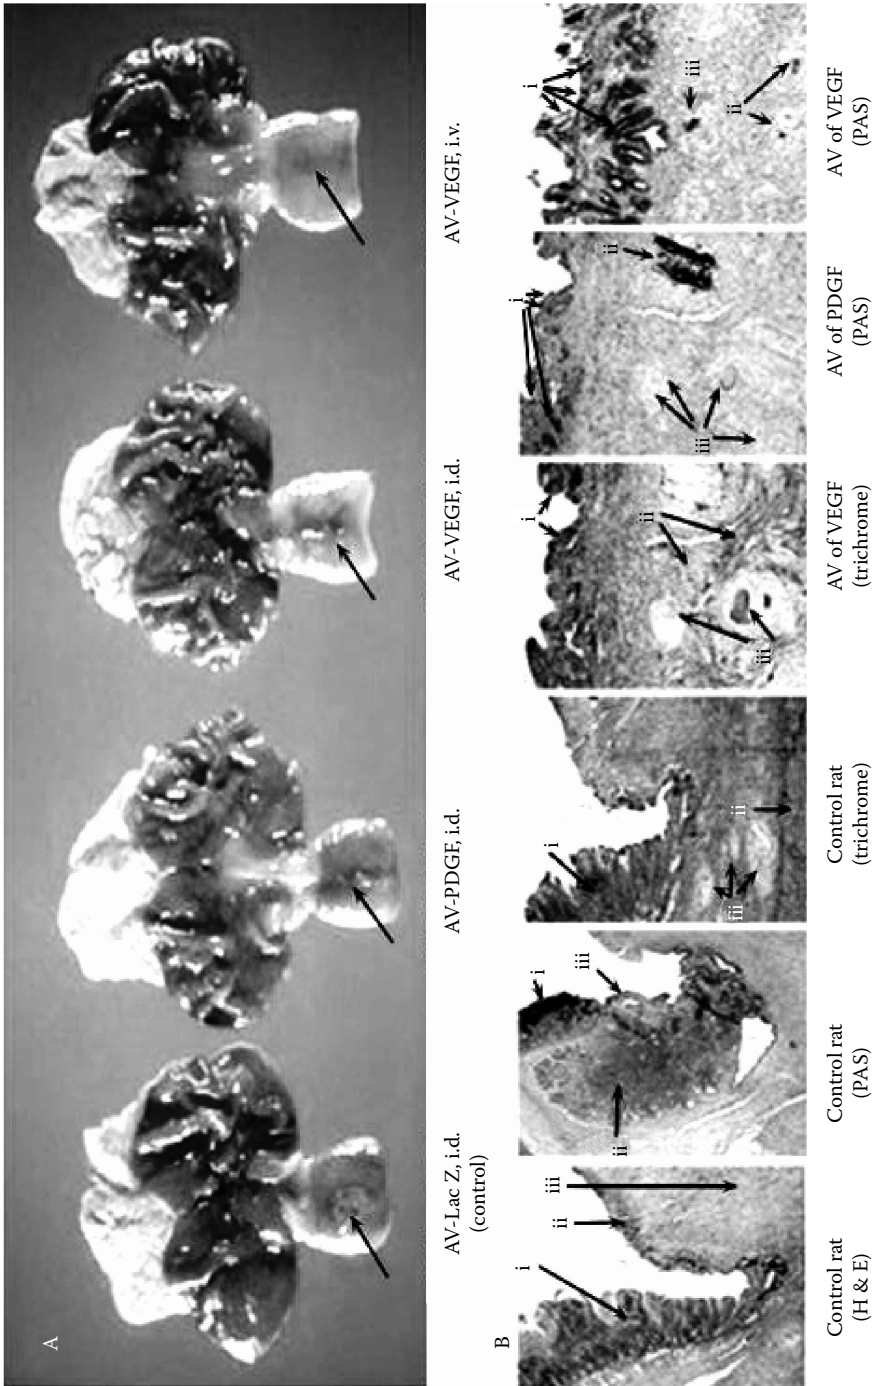 A
AV-Lac Z, i.d.
(control)
AV-PDGF, i.d.
AV-VEGF, i.d.
AV-VEGF, i.v.
B
i
ii
iii
i
iii
ii
i
ii
iii
i
ii
iii
i
ii
iii
i
iii
ii
Control rat
(H & E)
Control rat
(PAS)
Control rat
(trichrome)
AV of VEGF
(trichrome)
AV of PDGF
(PAS)
AV of VEGF
(PAS)